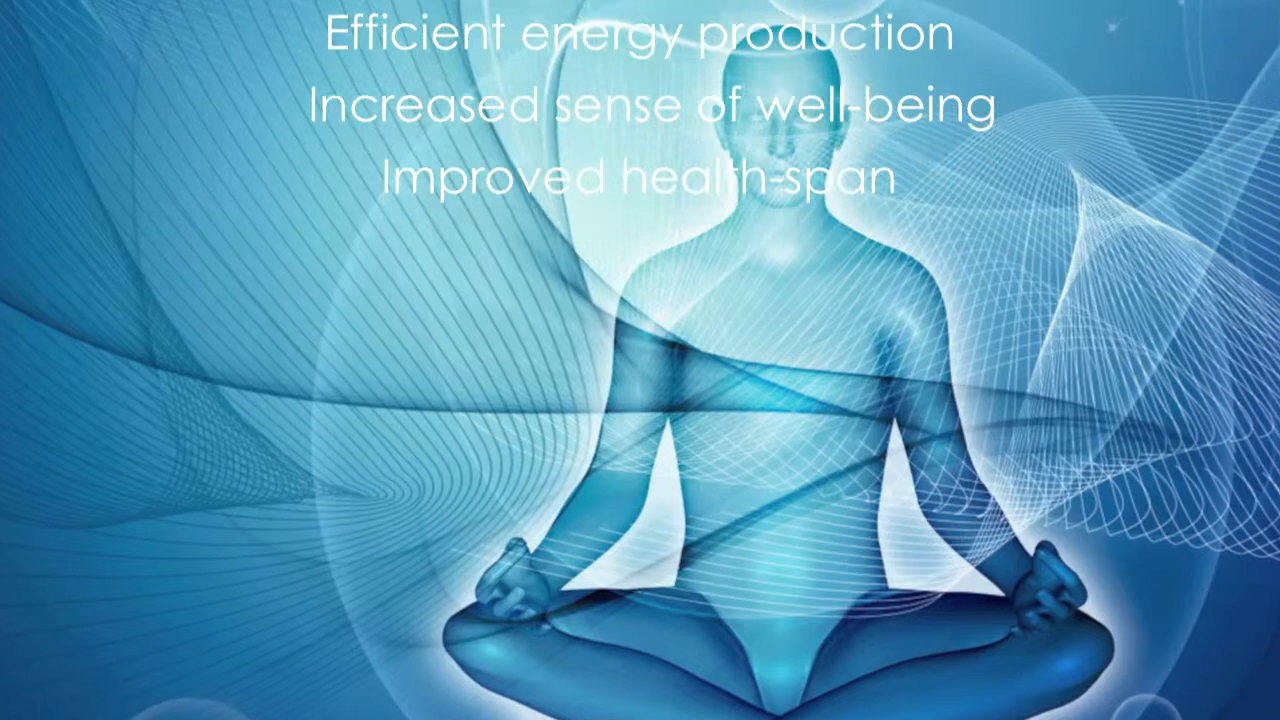 Efficient energy production
Increased sense of well-being
Improved health-span